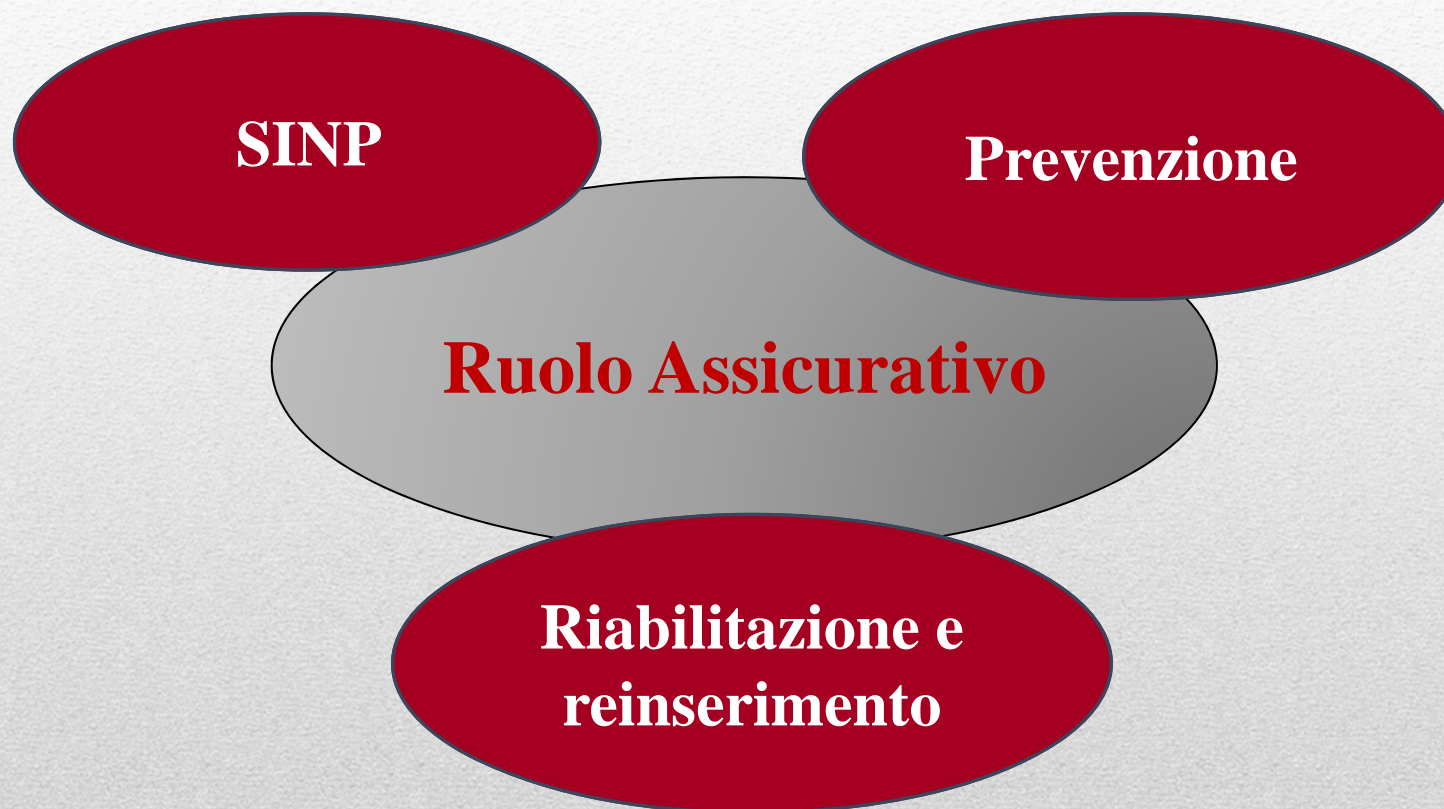 SINP
Prevenzione
Ruolo Assicurativo
Riabilitazione e
reinserimento